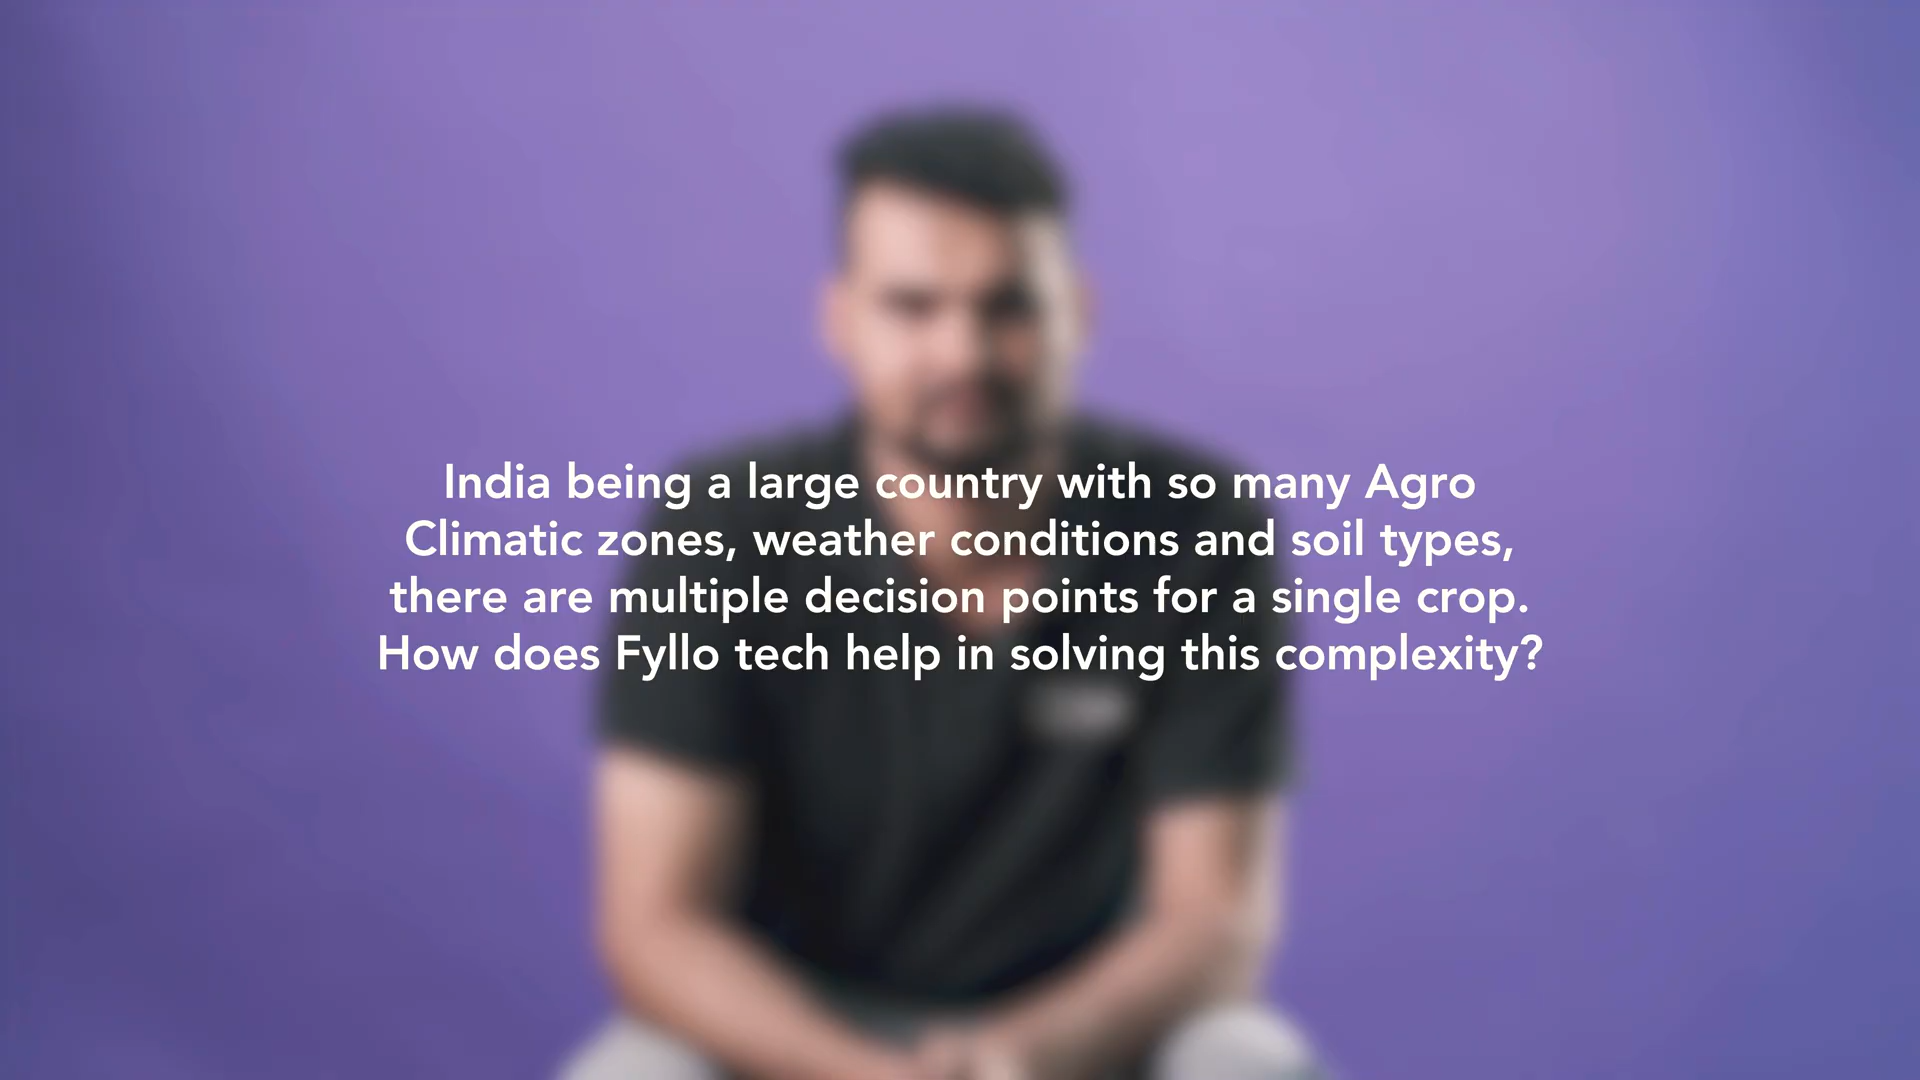 India being a large country with so many Agro
Climatic zones, weather conditions and soil types,
there are multiple decision points for a single crop.
How does Fyllo tech help in solving this complexity?